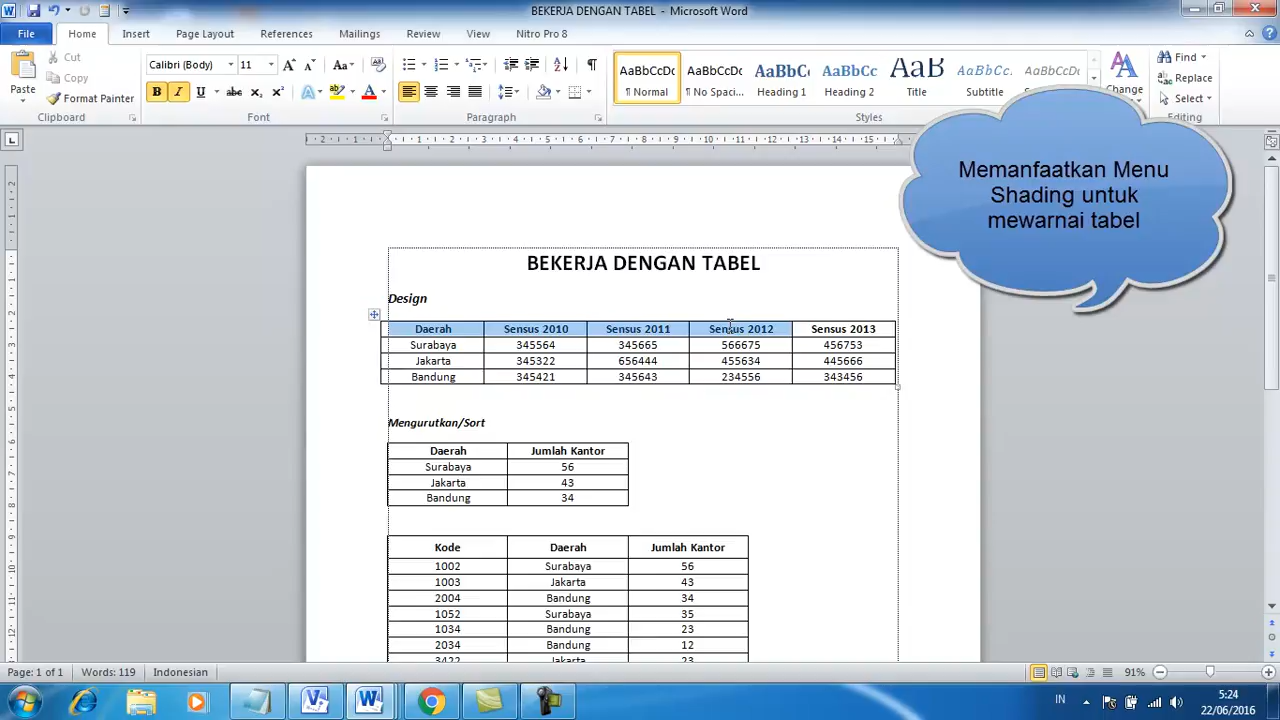 BEKERJA DENGAN TABEL - Microsoft Word
File Home Insert Page Layout References Mailings Review View Nitro Pro 8
Paste
Cut
Copy
Format Painter
Clipboard
Calibri (Body) 11
Font
Paragraph
AaBbCcDc AaBbCcDc AaBbC AaBbCc AaB AaBbCcL AaBbCcDc
¶ Normal ¶ No Spaci... Heading 1 Heading 2 Title Subtitle
Change
Styles
Find
Replace
Select
Editing
Memanfaatkan Menu
Shading untuk
mewarnai tabel
BEKERJA DENGAN TABEL
Design
Daerah Sensus 2010 Sensus 2011 Sensus 2012 Sensus 2013
Surabaya 345564 345665 566675 456753
Jakarta 345322 656444 455634 445666
Bandung 345421 345643 234556 343456
Mengurutkan/Sort
Daerah Jumlah Kantor
Surabaya 56
Jakarta 43
Bandung 34
Kode Daerah Jumlah Kantor
1002 Surabaya 56
1003 Jakarta 43
2004 Bandung 34
1052 Surabaya 35
1034 Bandung 23
2034 Bandung 12
3422 Jakarta 23
Page: 1 of 1 Words: 119 Indonesian 91%
IN 5:24
22/06/2016